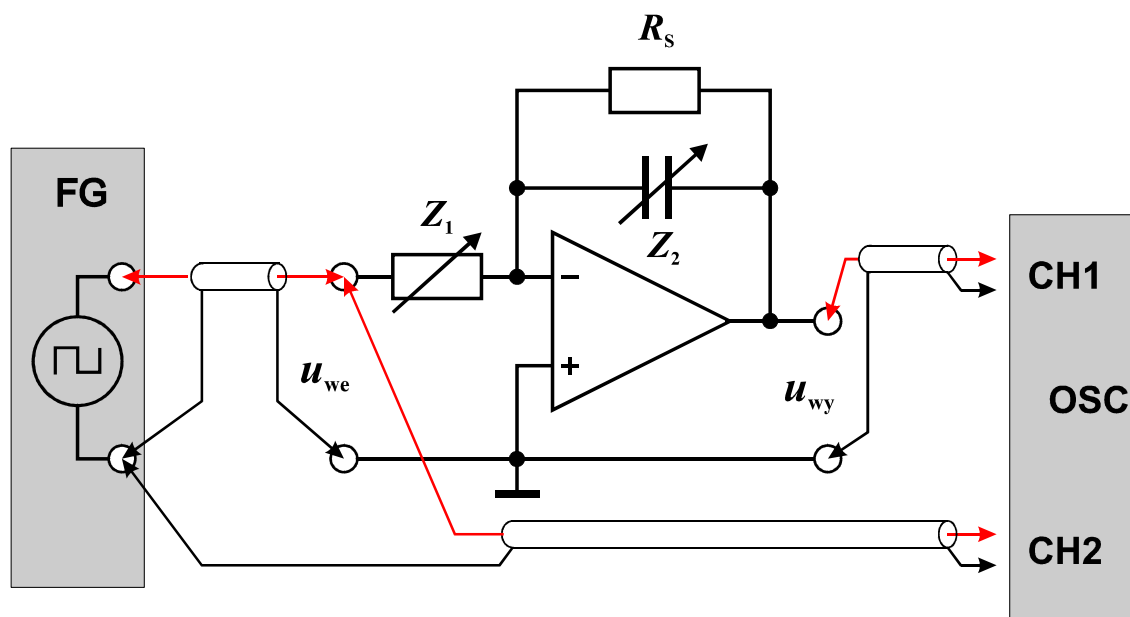 R_S
FG
Z_1
Z_2
−
+
CH1
u_we
u_wy
OSC
CH2